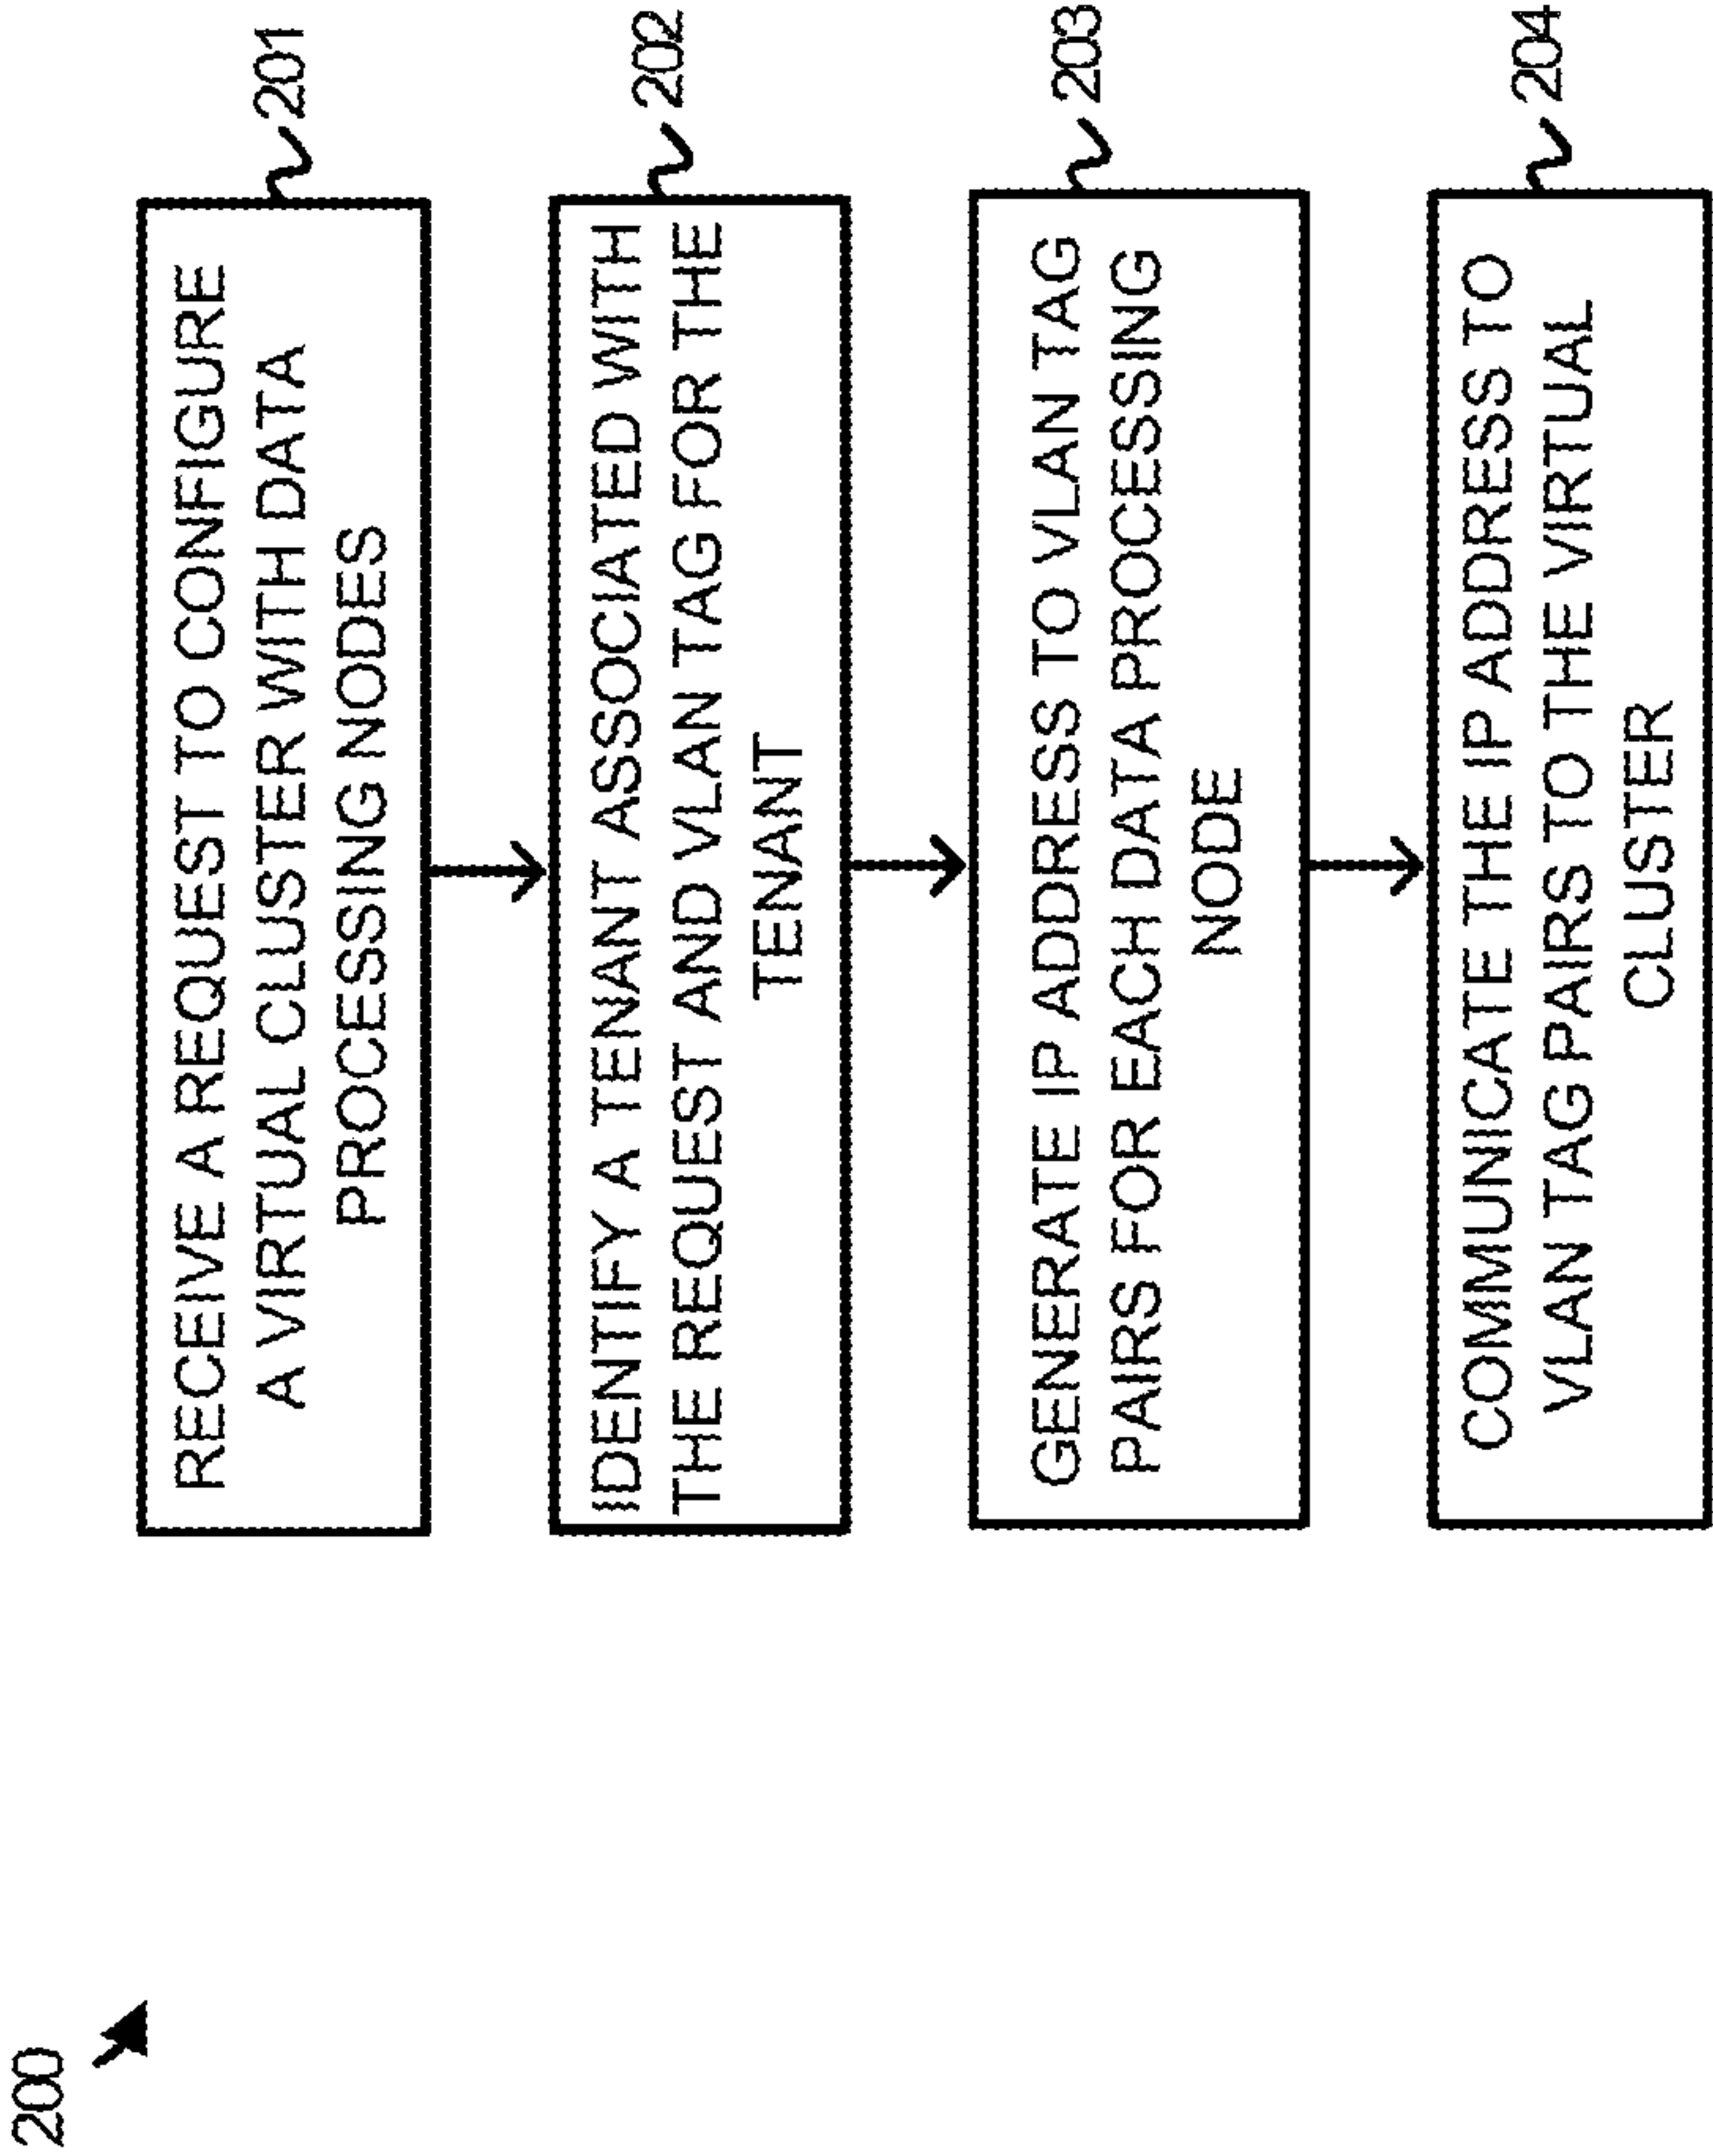 200
RECEIVE A REQUEST TO CONFIGURE
A VIRTUAL CLUSTER WITH DATA
PROCESSING NODES
201
IDENTIFY A TENANT ASSOCIATED WITH
THE REQUEST AND VLAN TAG FOR THE
TENANT
202
GENERATE IP ADDRESS TO VLAN TAG
PAIRS FOR EACH DATA PROCESSING
NODE
203
COMMUNICATE THE IP ADDRESS TO
VLAN TAG PAIRS TO THE VIRTUAL
CLUSTER
204